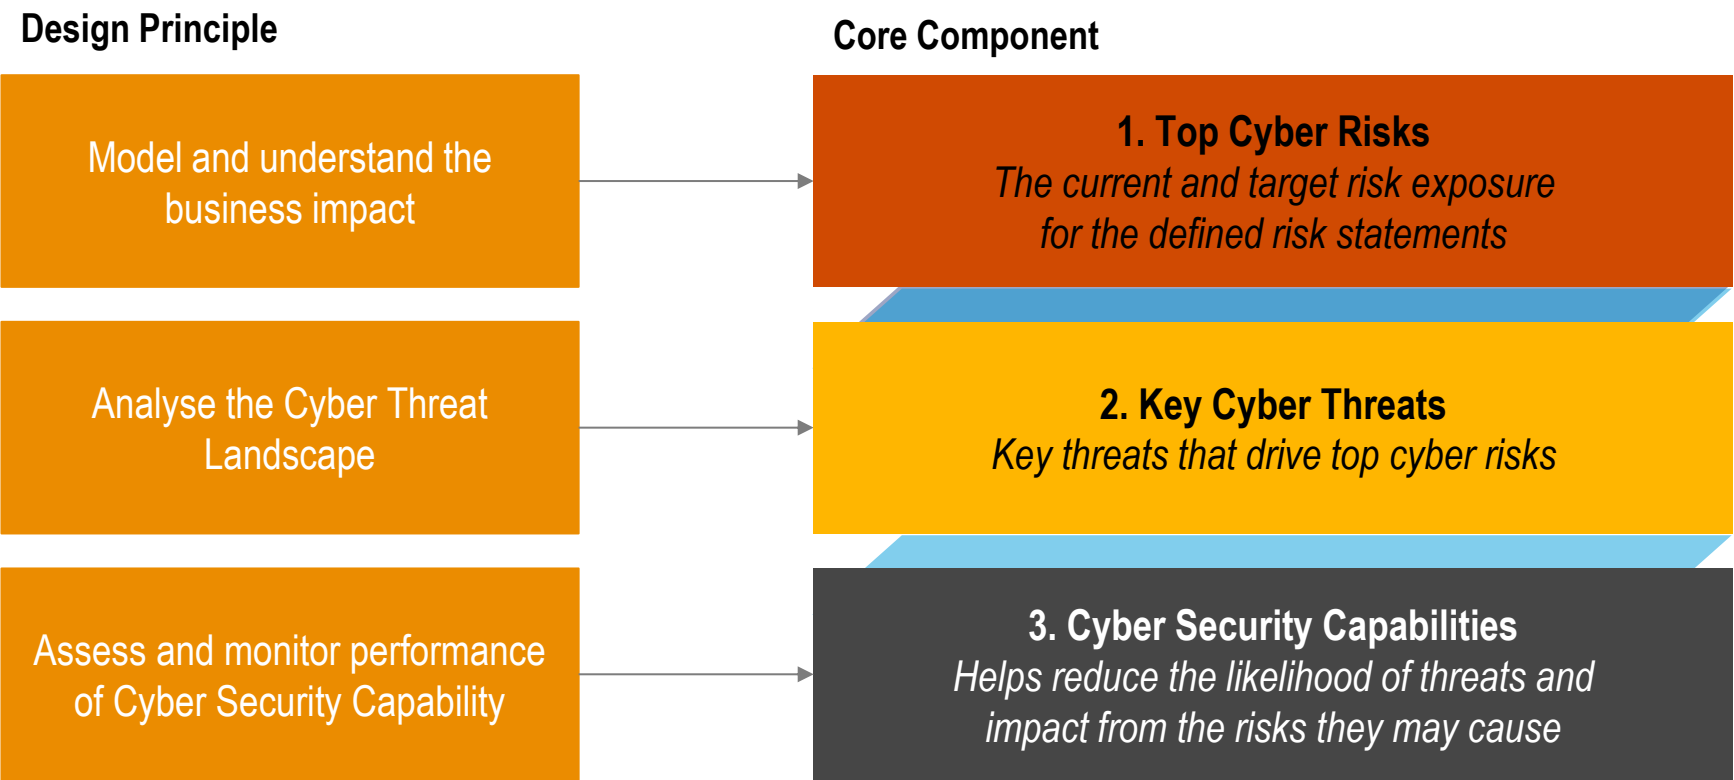 Design Principle
Core Component
Model and understand the
business impact
1. Top Cyber Risks
The current and target risk exposure
for the defined risk statements
Analyse the Cyber Threat
Landscape
2. Key Cyber Threats
Key threats that drive top cyber risks
Assess and monitor performance
of Cyber Security Capability
3. Cyber Security Capabilities
Helps reduce the likelihood of threats and
impact from the risks they may cause